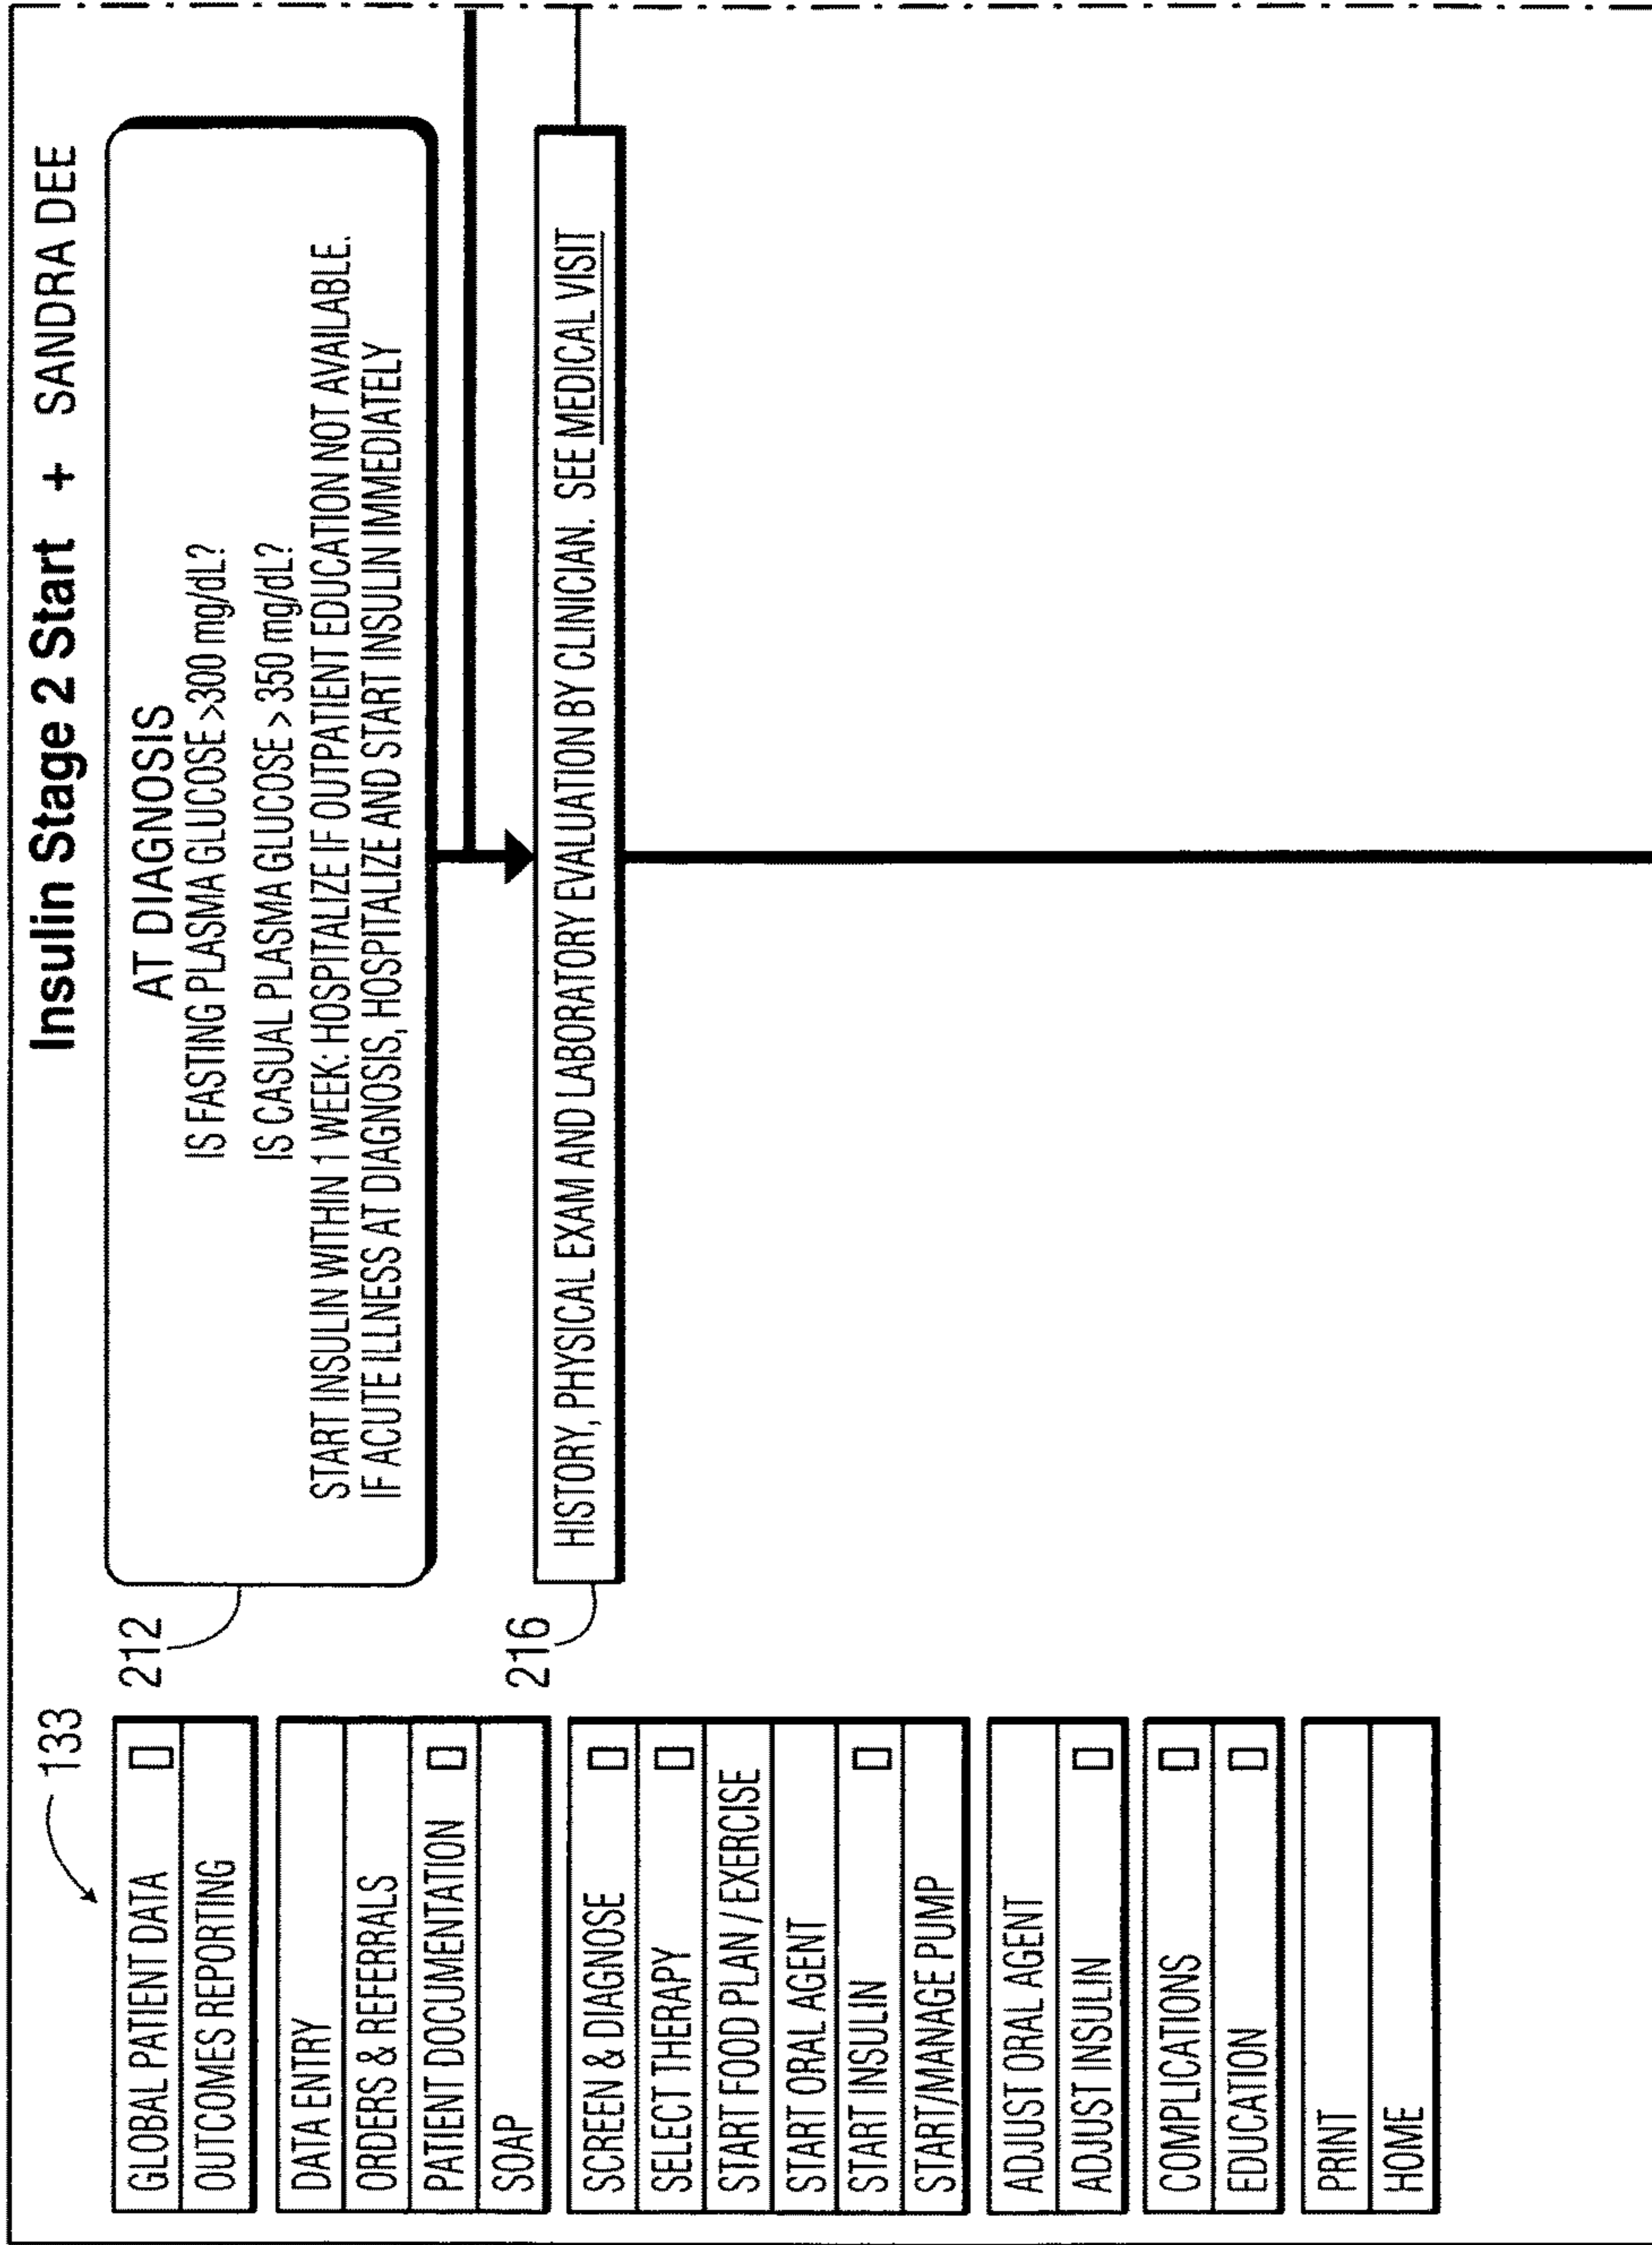 Insulin Stage 2 Start + SANDRA DEE
133
GLOBAL PATIENT DATA
OUTCOMES REPORTING
DATA ENTRY
ORDERS & REFERRALS
PATIENT DOCUMENTATION
SOAP
SCREEN & DIAGNOSE
SELECT THERAPY
START FOOD PLAN / EXERCISE
START ORAL AGENT
START INSULIN
START/MANAGE PUMP
ADJUST ORAL AGENT
ADJUST INSULIN
COMPLICATIONS
EDUCATION
PRINT
HOME
212
AT DIAGNOSIS
IS FASTING PLASMA GLUCOSE >300 mg/dL?
IS CASUAL PLASMA GLUCOSE > 350 mg/dL?
START INSULIN WITHIN 1 WEEK: HOSPITALIZE IF OUTPATIENT EDUCATION NOT AVAILABLE.
IF ACUTE ILLNESS AT DIAGNOSIS, HOSPITALIZE AND START INSULIN IMMEDIATELY
216
HISTORY, PHYSICAL EXAM AND LABORATORY EVALUATION BY CLINICIAN. SEE MEDICAL VISIT